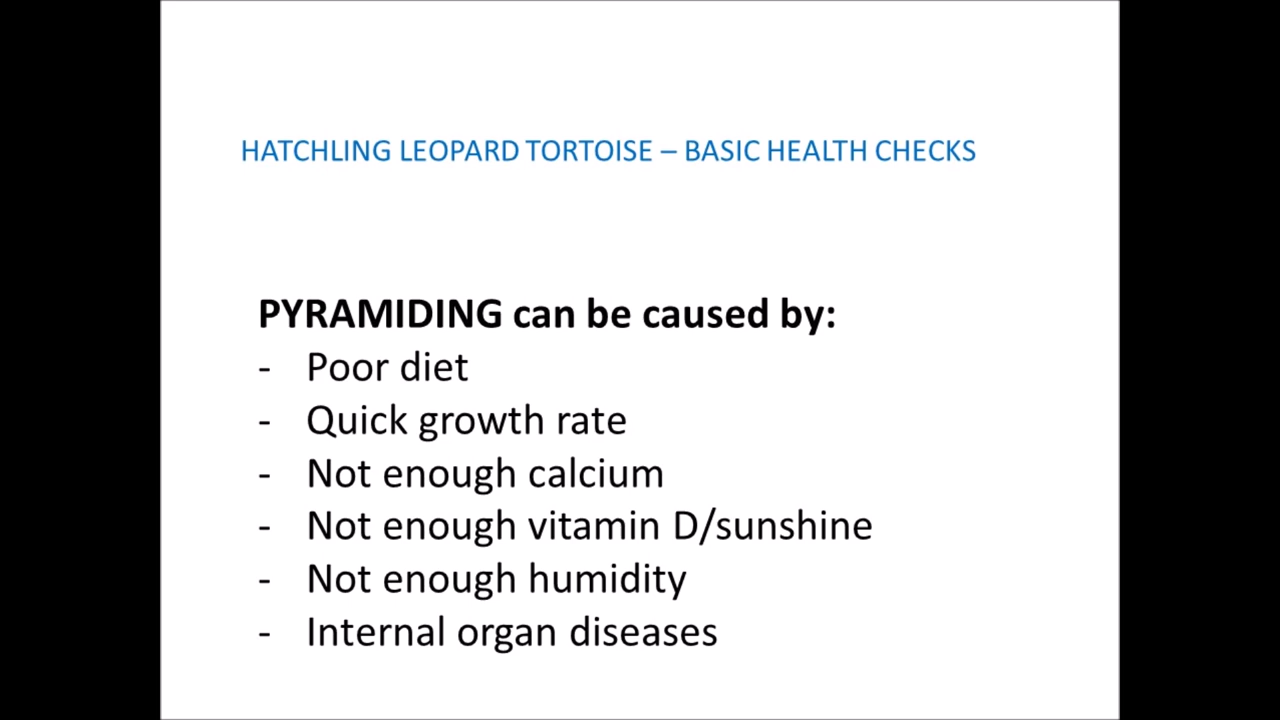 HATCHLING LEOPARD TORTOISE – BASIC HEALTH CHECKS
PYRAMIDING can be caused by:
- Poor diet
- Quick growth rate
- Not enough calcium
- Not enough vitamin D/sunshine
- Not enough humidity
- Internal organ diseases